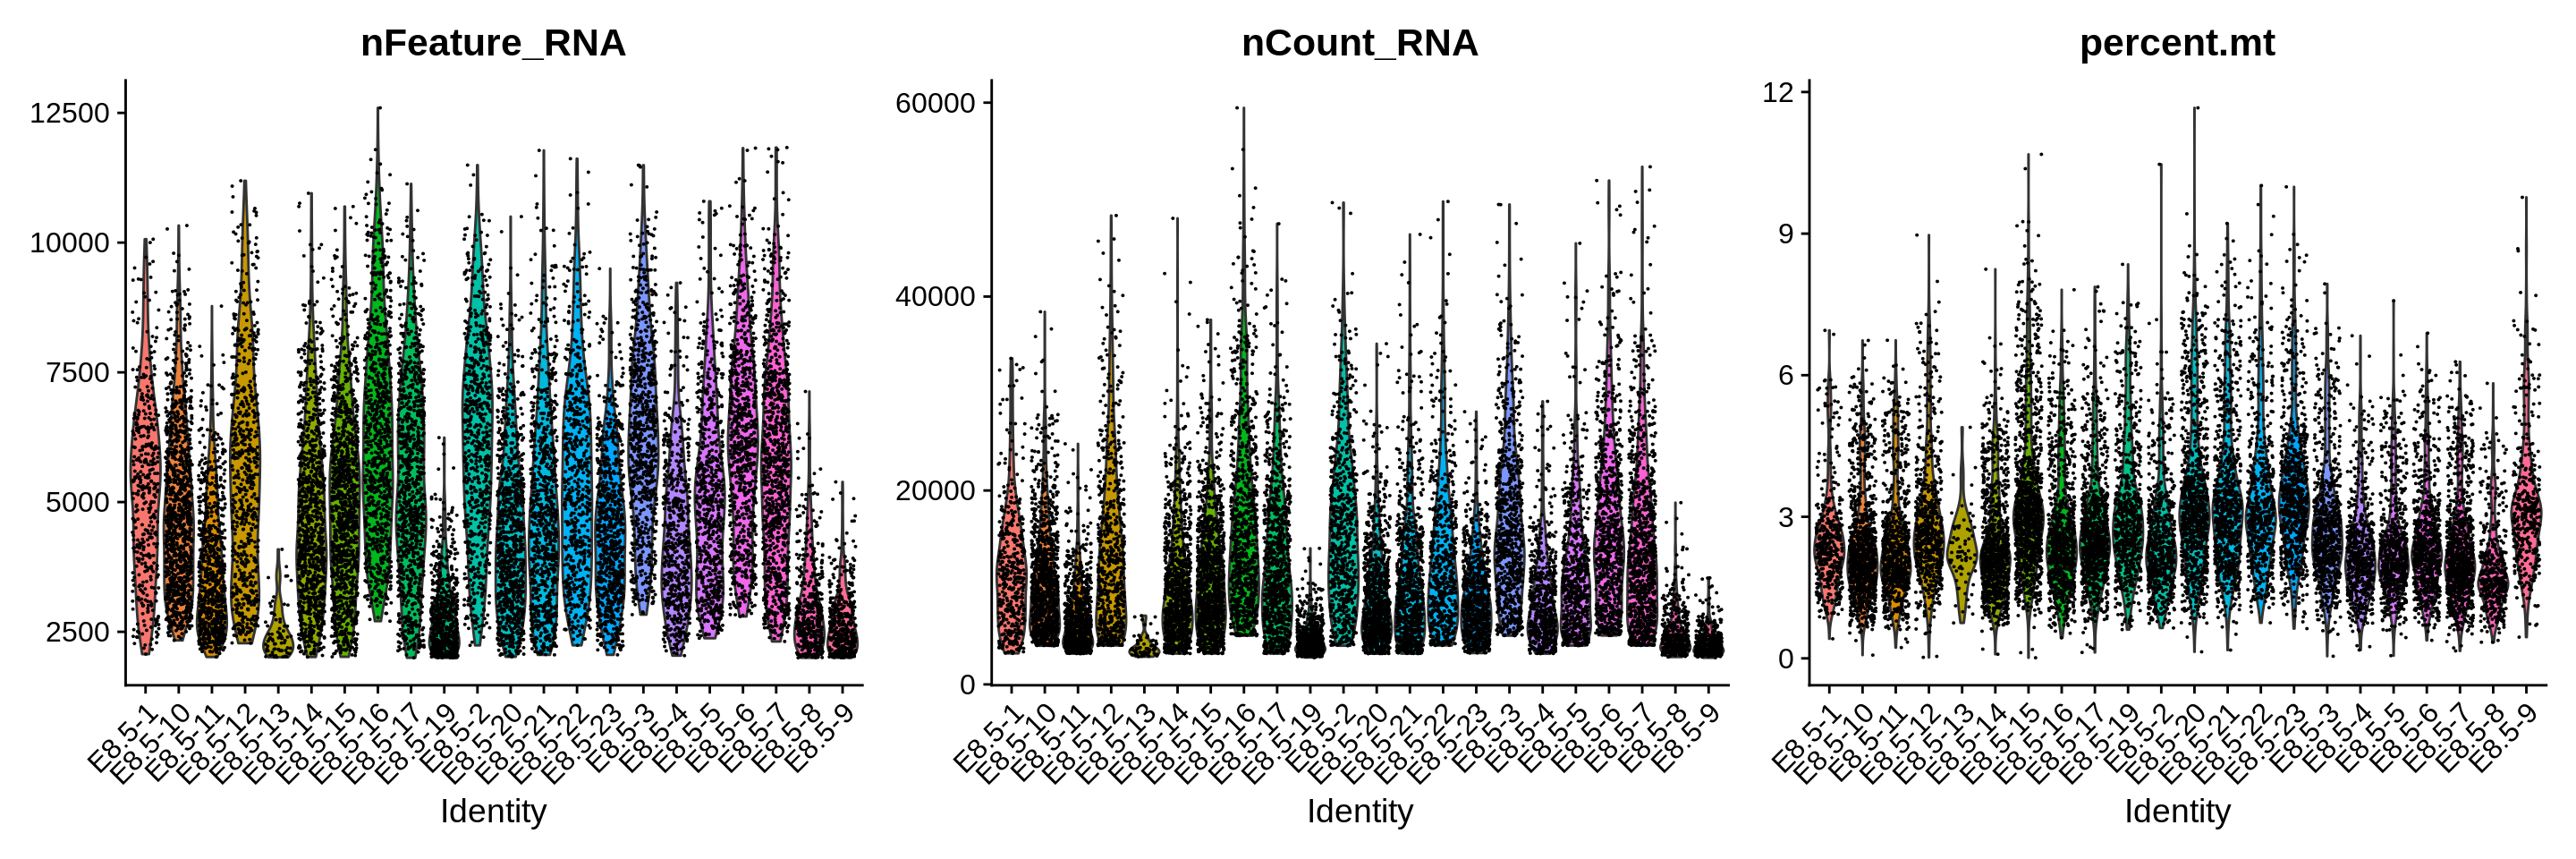 nFeature_RNA
12500
10000
7500
5000
2500
E8.5-1
E8.5-10
E8.5-11
E8.5-12
E8.5-13
E8.5-14
E8.5-15
E8.5-16
E8.5-17
E8.5-19
E8.5-2
E8.5-20
E8.5-21
E8.5-22
E8.5-23
E8.5-3
E8.5-4
E8.5-5
E8.5-6
E8.5-7
E8.5-8
E8.5-9
Identity
nCount_RNA
60000
40000
20000
0
E8.5-1
E8.5-10
E8.5-11
E8.5-12
E8.5-13
E8.5-14
E8.5-15
E8.5-16
E8.5-17
E8.5-19
E8.5-2
E8.5-20
E8.5-21
E8.5-22
E8.5-23
E8.5-3
E8.5-4
E8.5-5
E8.5-6
E8.5-7
E8.5-8
E8.5-9
Identity
percent.mt
12
9
6
3
0
E8.5-1
E8.5-10
E8.5-11
E8.5-12
E8.5-13
E8.5-14
E8.5-15
E8.5-16
E8.5-17
E8.5-19
E8.5-2
E8.5-20
E8.5-21
E8.5-22
E8.5-23
E8.5-3
E8.5-4
E8.5-5
E8.5-6
E8.5-7
E8.5-8
E8.5-9
Identity